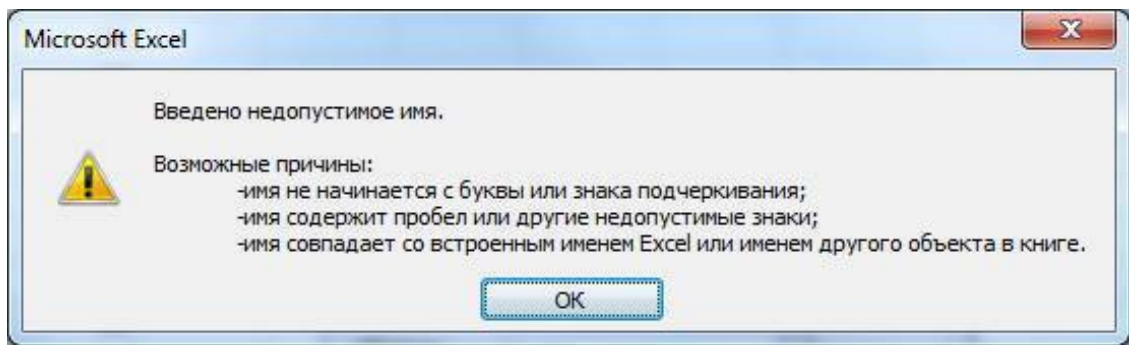 Microsoft Excel
Введено недопустимое имя.
Возможные причины:
-имя не начинается с буквы или знака подчеркивания;
-имя содержит пробел или другие недопустимые знаки;
-имя совпадает со встроенным именем Excel или именем другого объекта в книге.
ОК